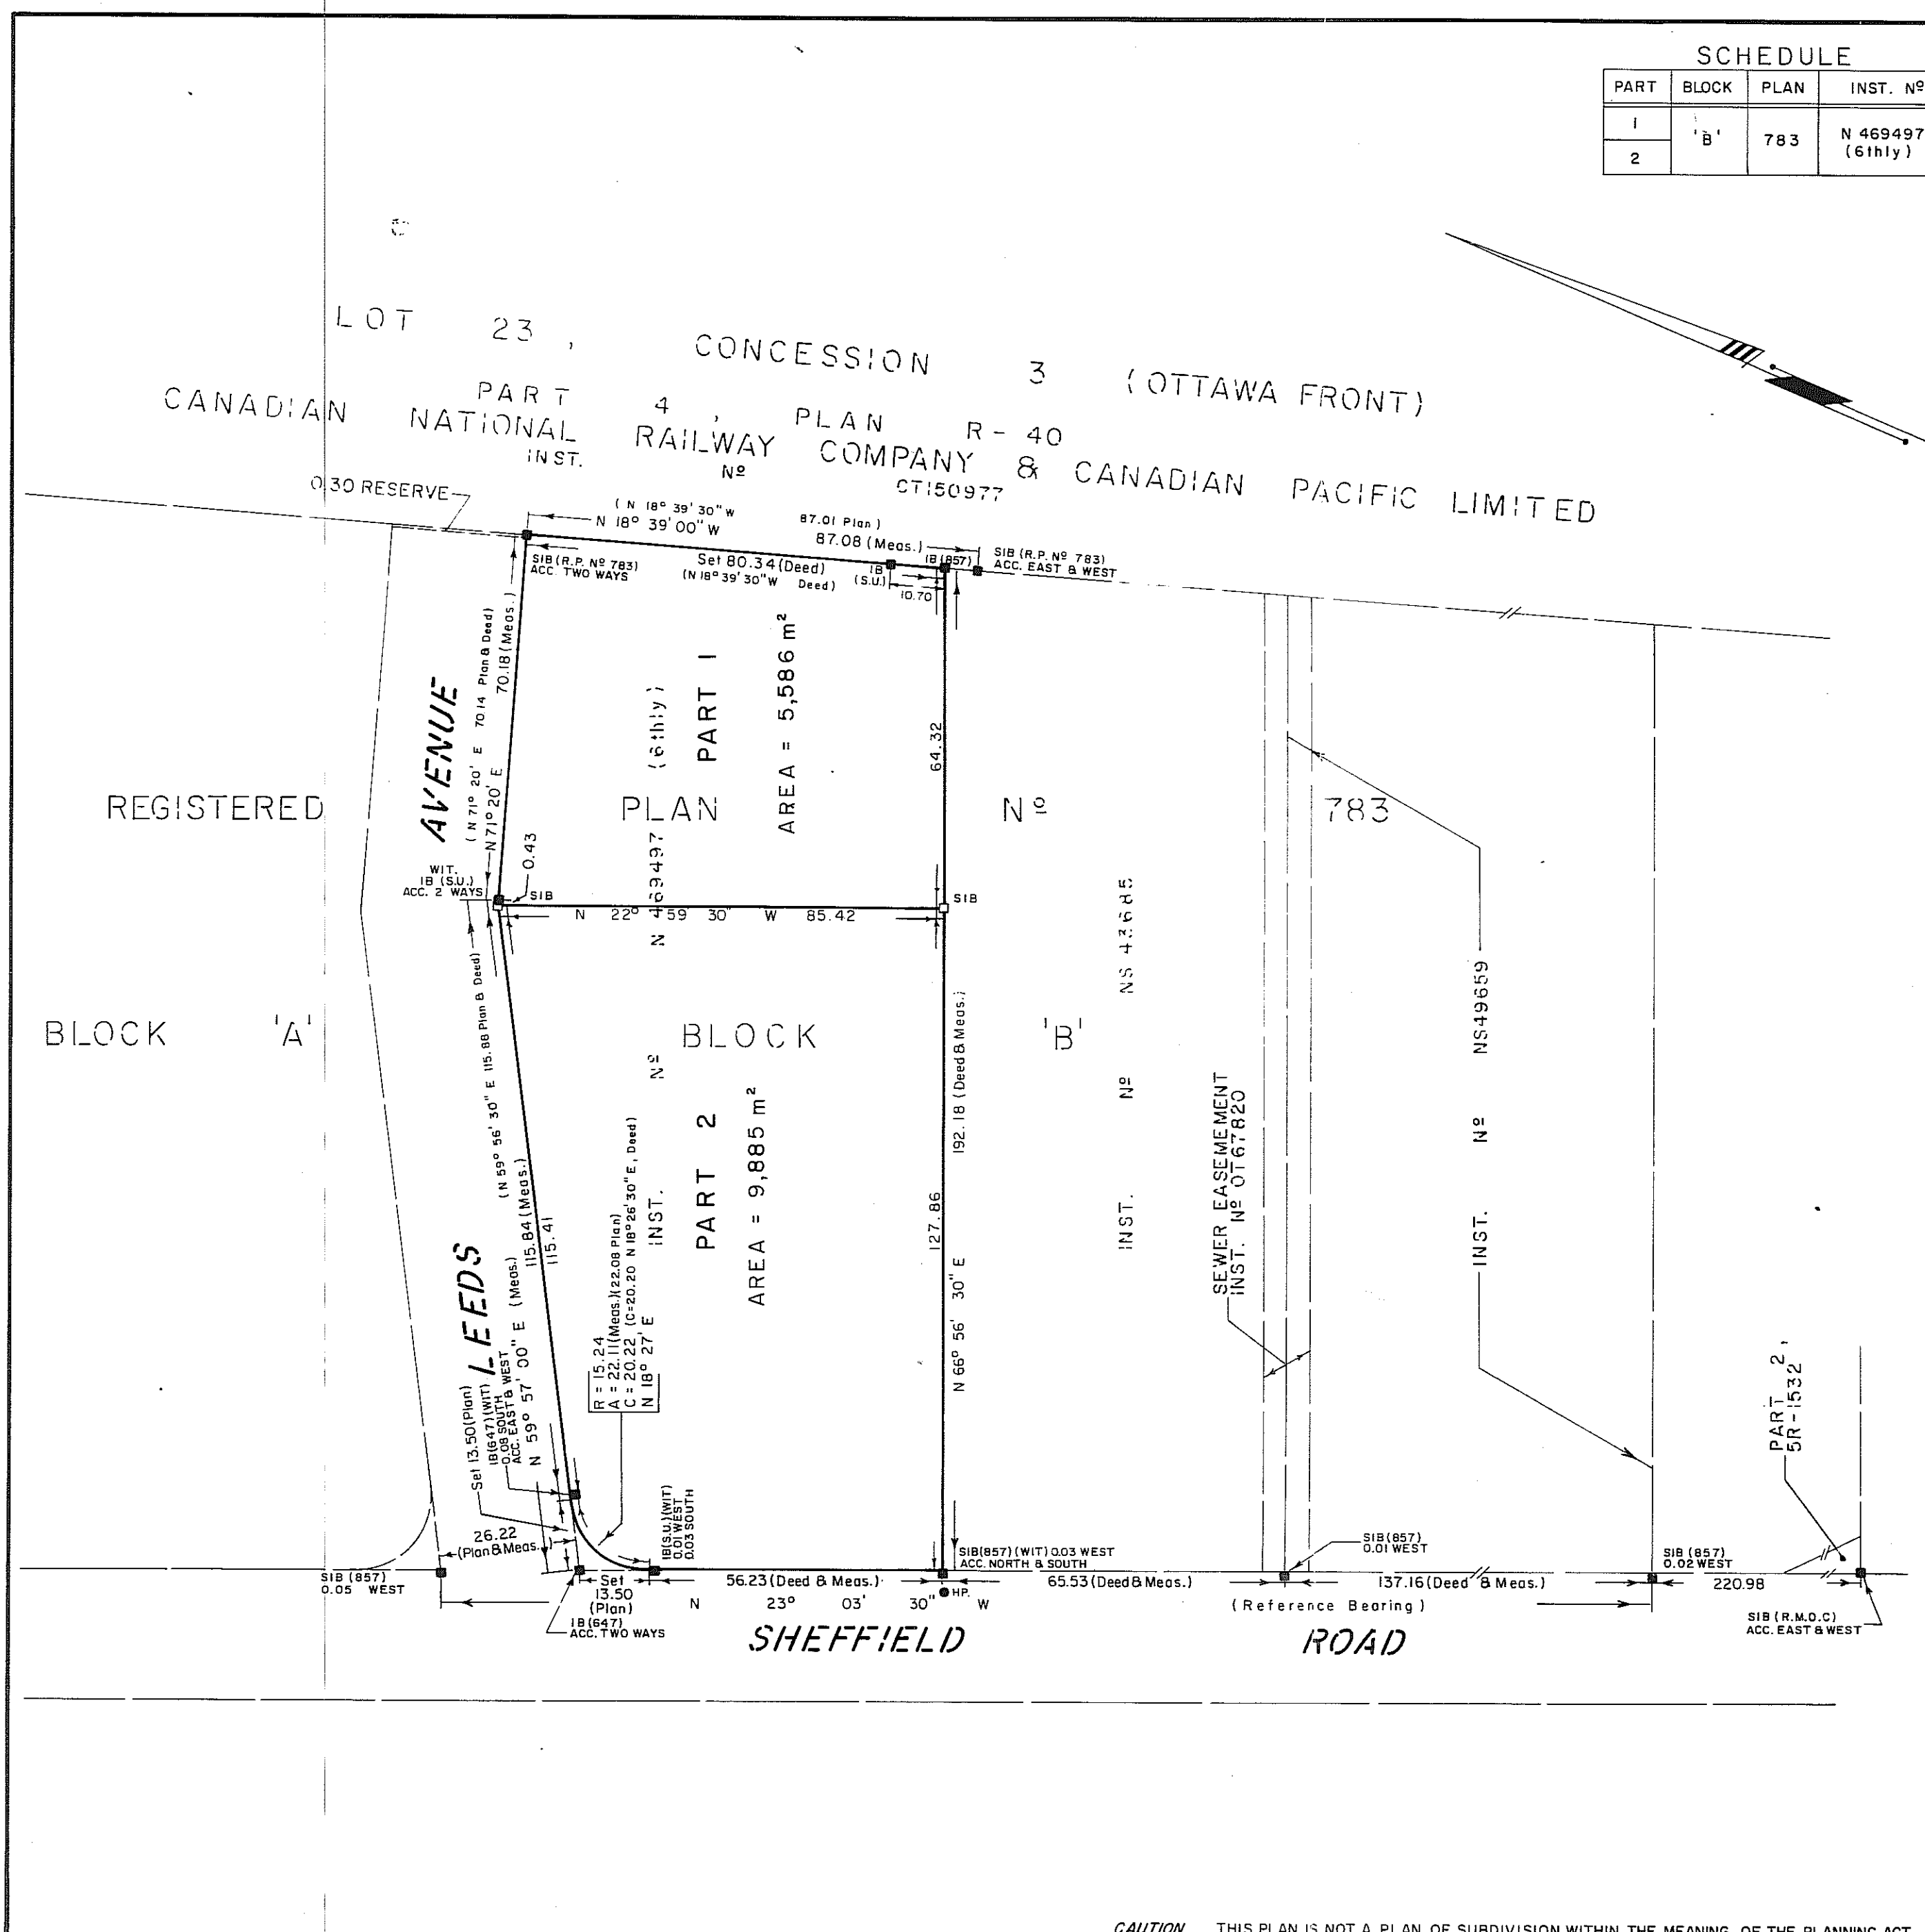 SCHEDULE
PART BLOCK PLAN INST. Nº
1 'B' 783 N 469497 (6thly)
2
LOT 23 , CONCESSION 3 (OTTAWA FRONT)
PART 4 , PLAN R - 40
CANADIAN NATIONAL RAILWAY COMPANY & CANADIAN PACIFIC LIMITED
INST. Nº CT150977
0.30 RESERVE
( N 18° 39' 30" W 87.01 Plan )
N 18° 39' 00" W 87.08 (Meas.)
SIB (R.P. Nº 783)
ACC. TWO WAYS
Set 80.34 (Deed)
(N 18° 39' 30" W Deed)
IB
(S.U.)
IB (857)
10.70
SIB (R.P. Nº 783)
ACC. EAST & WEST
AVENUE
( N 71° 20' E 70.14 Plan & Deed)
N 71° 20' E 70.18 (Meas.)
PART 1
AREA = 5,586 m²
64.32
REGISTERED PLAN Nº 783
INST. Nº N 469497 (6thly)
0.43
WIT.
IB (S.U.)
ACC. 2 WAYS
SIB
N 22° 59' 30" W 85.42
SIB
BLOCK 'A'
BLOCK 'B'
(N 59° 56' 30" E 115.88 Plan & Deed)
N 59° 57' 00" E (Meas.)
115.84 (Meas.)
115.41
LEEDS
PART 2
AREA = 9,885 m²
192.18 (Deed & Meas.)
127.86
N 66° 56' 30" E
INST. Nº NS 43685
SEWER EASEMEMENT
INST. Nº OT67820
INST. Nº NS49659
PART 2 ,
5R-1532
R = 15.24
A = 22.11 (Meas.)(22.08 Plan)
C = 20.22 (C=20.20 N 18° 26' 30" E, Deed)
N 18° 27' E
Set 13.50 (Plan)
IB (647) (WIT)
0.08 SOUTH
ACC. EAST & WEST
26.22
(Plan & Meas.)
IB (S.U.) (WIT)
0.01 WEST
0.03 SOUTH
SIB (857)
0.05 WEST
Set
13.50
(Plan)
IB (647)
ACC. TWO WAYS
56.23 (Deed & Meas.)
N 23° 03' 30" W
SIB (857) (WIT) 0.03 WEST
ACC. NORTH & SOUTH
HP.
65.53 (Deed & Meas.)
SIB (857)
0.01 WEST
137.16 (Deed & Meas.)
(Reference Bearing)
SIB (857)
0.02 WEST
220.98
SIB (R.M.O.C)
ACC. EAST & WEST
SHEFFIELD ROAD
CAUTION THIS PLAN IS NOT A PLAN OF SUBDIVISION WITHIN THE MEANING OF THE PLANNING ACT